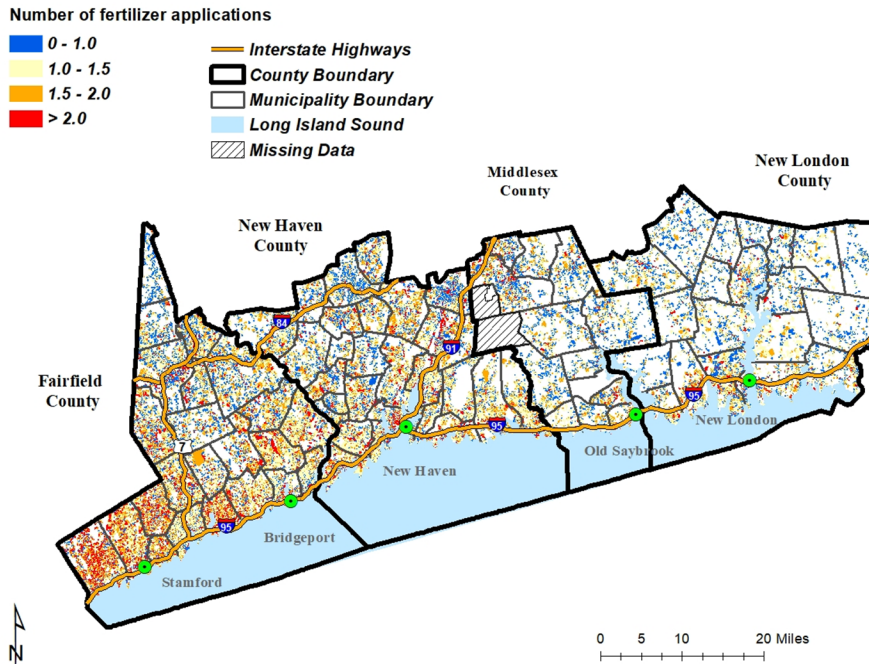 Number of fertilizer applications
0 - 1.0
1.0 - 1.5
1.5 - 2.0
> 2.0
Interstate Highways
County Boundary
Municipality Boundary
Long Island Sound
Missing Data
Middlesex
County
New London
County
New Haven
County
84
91
Fairfield
County
95
7
New London
Old Saybrook
95
New Haven
95
Bridgeport
Stamford
N
0 5 10 20 Miles